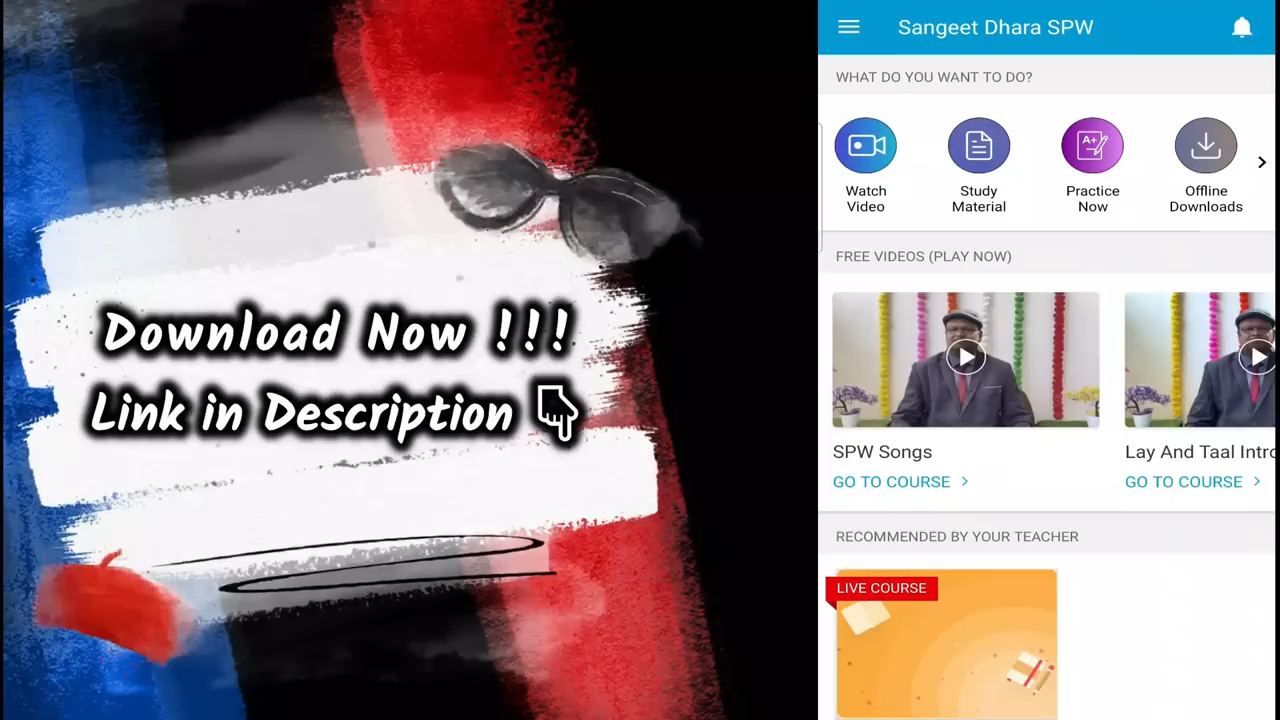 Download Now !!!
Link in Description
Sangeet Dhara SPW
WHAT DO YOU WANT TO DO?
Watch
Video
Study
Material
A+
Practice
Now
Offline
Downloads
FREE VIDEOS (PLAY NOW)
SPW Songs
GO TO COURSE
Lay And Taal Intro
GO TO COURSE
RECOMMENDED BY YOUR TEACHER
LIVE COURSE